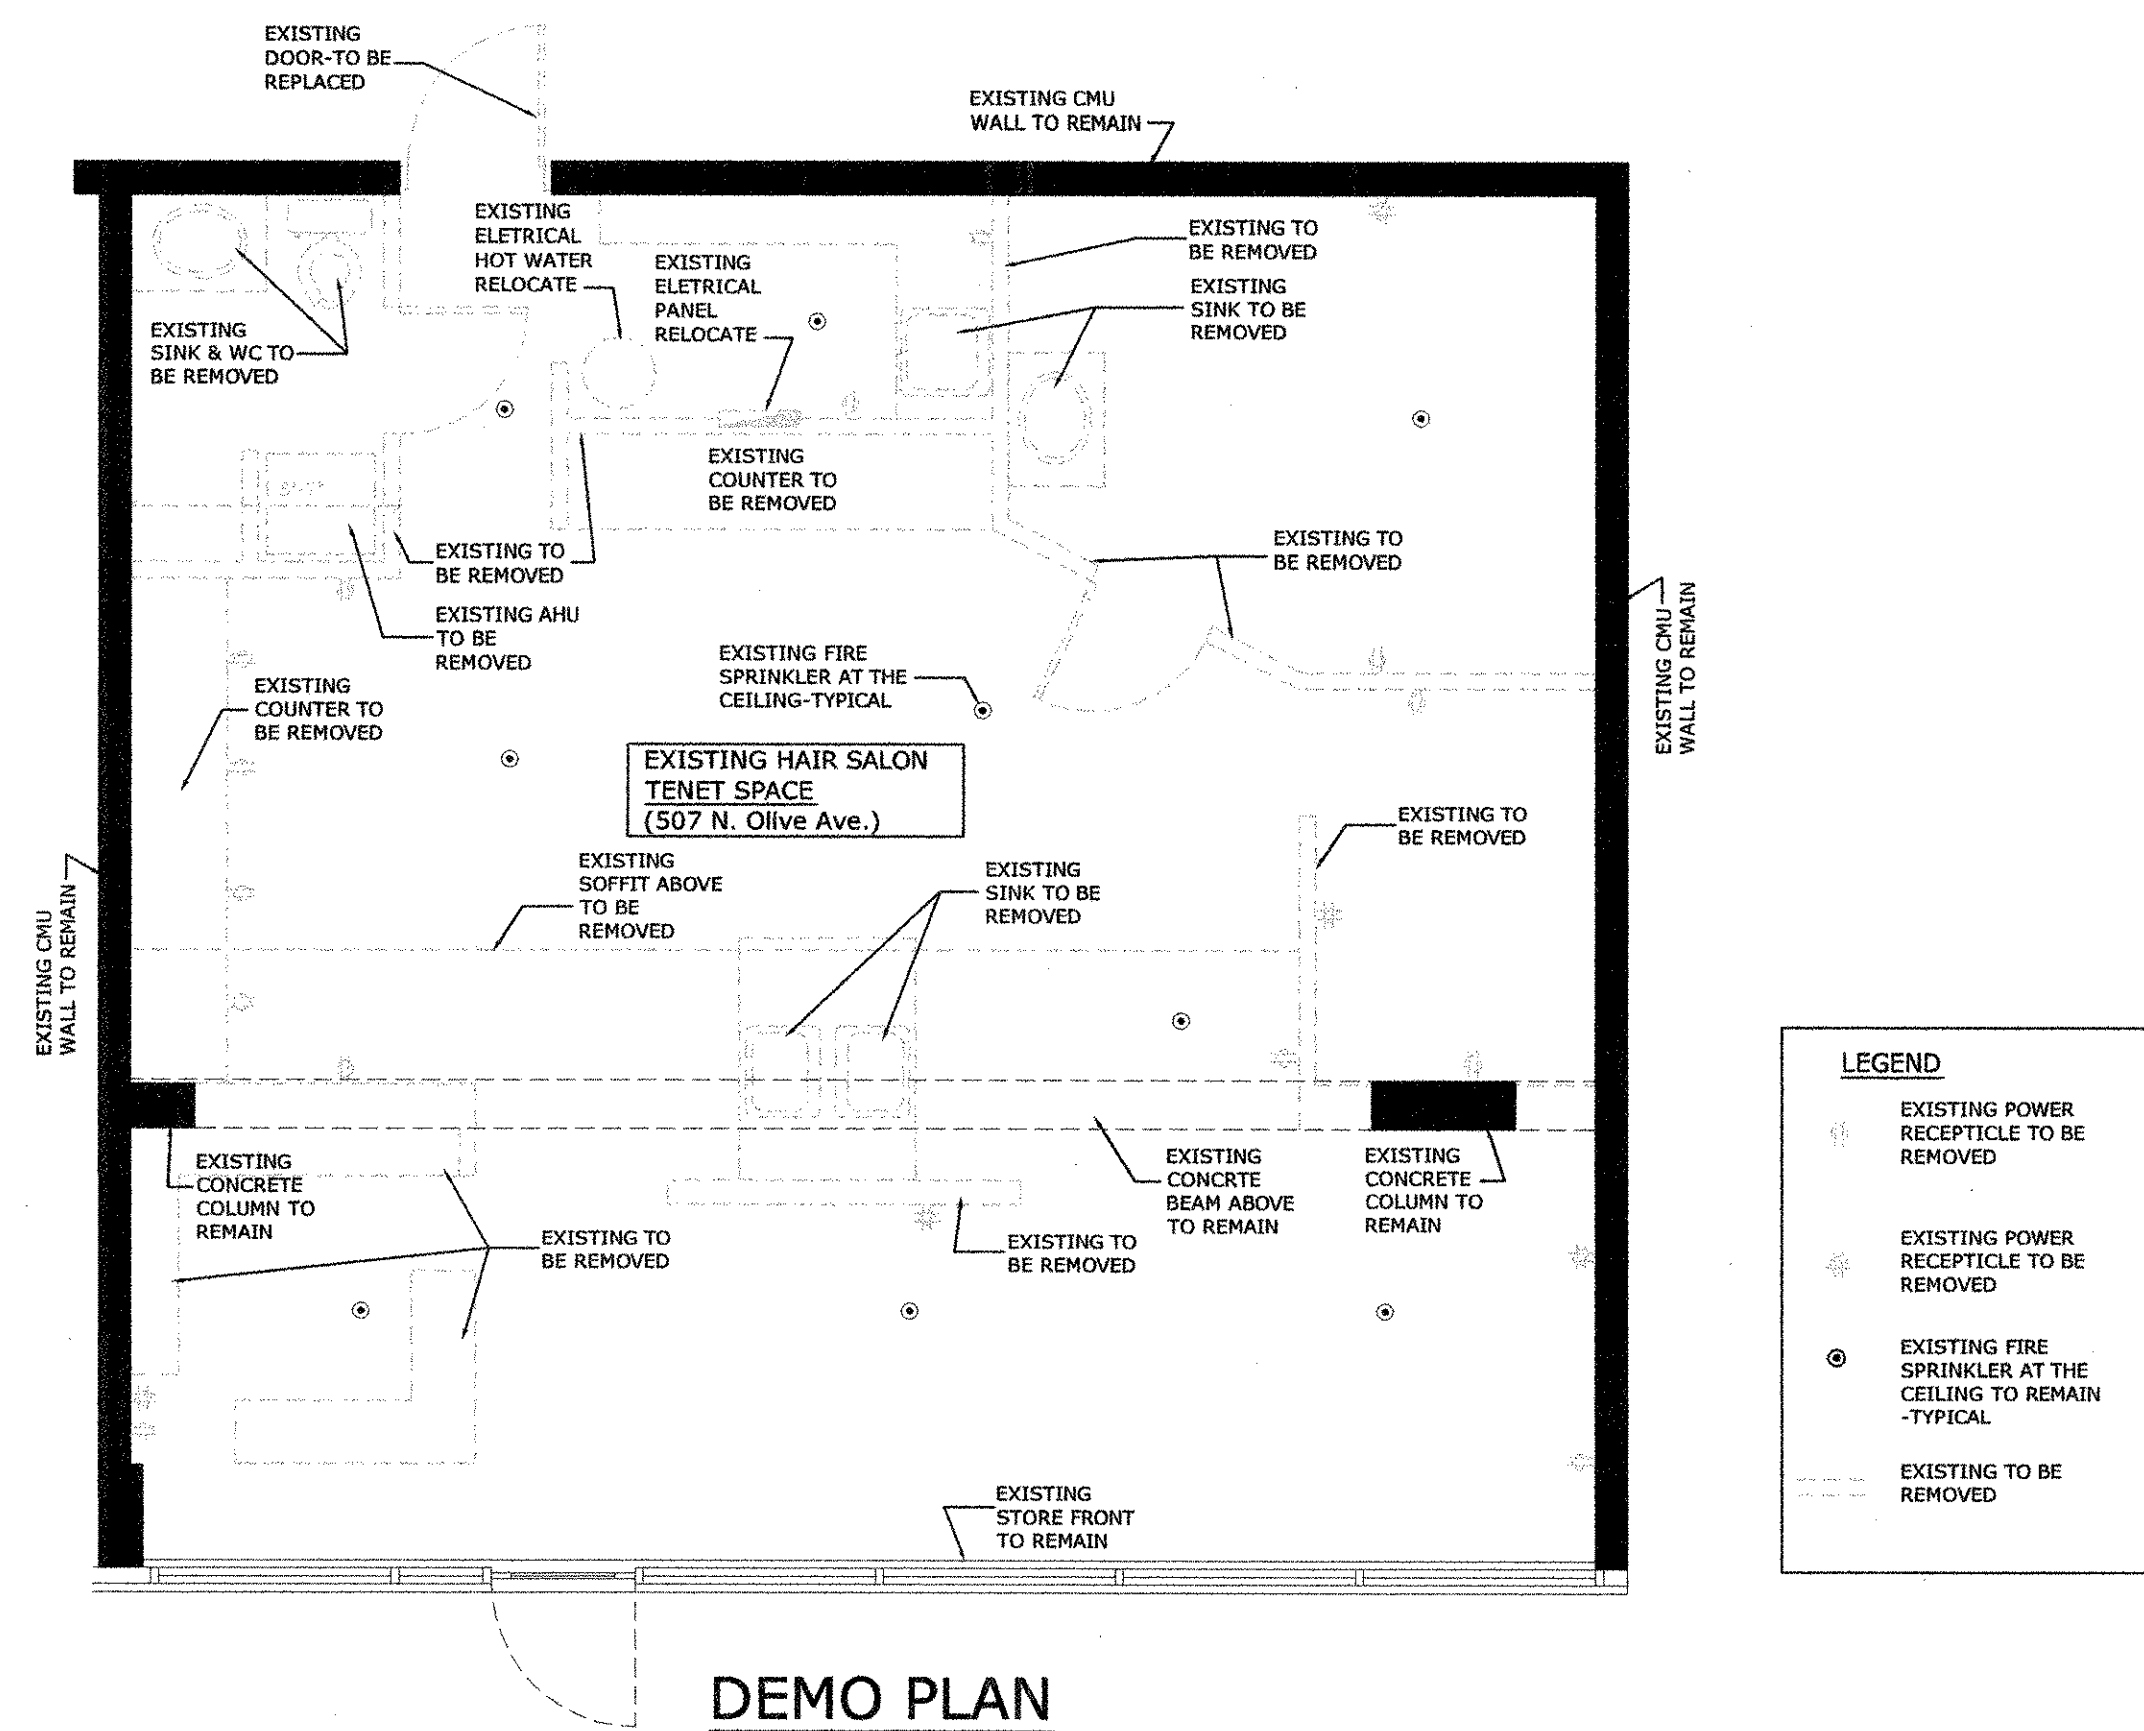 EXISTING
DOOR-TO BE
REPLACED
EXISTING CMU
WALL TO REMAIN
EXISTING
ELETRICAL
HOT WATER
RELOCATE
EXISTING
ELETRICAL
PANEL
RELOCATE
EXISTING TO
BE REMOVED
EXISTING
SINK TO BE
REMOVED
EXISTING
SINK & WC TO
BE REMOVED
EXISTING
COUNTER TO
BE REMOVED
EXISTING TO
BE REMOVED
EXISTING TO
BE REMOVED
EXISTING AHU
TO BE
REMOVED
EXISTING CMU
WALL TO REMAIN
EXISTING FIRE
SPRINKLER AT THE
CEILING-TYPICAL
EXISTING
COUNTER TO
BE REMOVED
EXISTING HAIR SALON
TENET SPACE
(507 N. Olive Ave.)
EXISTING TO
BE REMOVED
EXISTING
SOFFIT ABOVE
TO BE
REMOVED
EXISTING
SINK TO BE
REMOVED
EXISTING CMU
WALL TO REMAIN
EXISTING
CONCRETE
COLUMN TO
REMAIN
EXISTING
CONCRTE
BEAM ABOVE
TO REMAIN
EXISTING
CONCRETE
COLUMN TO
REMAIN
EXISTING TO
BE REMOVED
EXISTING TO
BE REMOVED
EXISTING
STORE FRONT
TO REMAIN
LEGEND
EXISTING POWER
RECEPTICLE TO BE
REMOVED
EXISTING POWER
RECEPTICLE TO BE
REMOVED
EXISTING FIRE
SPRINKLER AT THE
CEILING TO REMAIN
-TYPICAL
EXISTING TO BE
REMOVED
DEMO PLAN